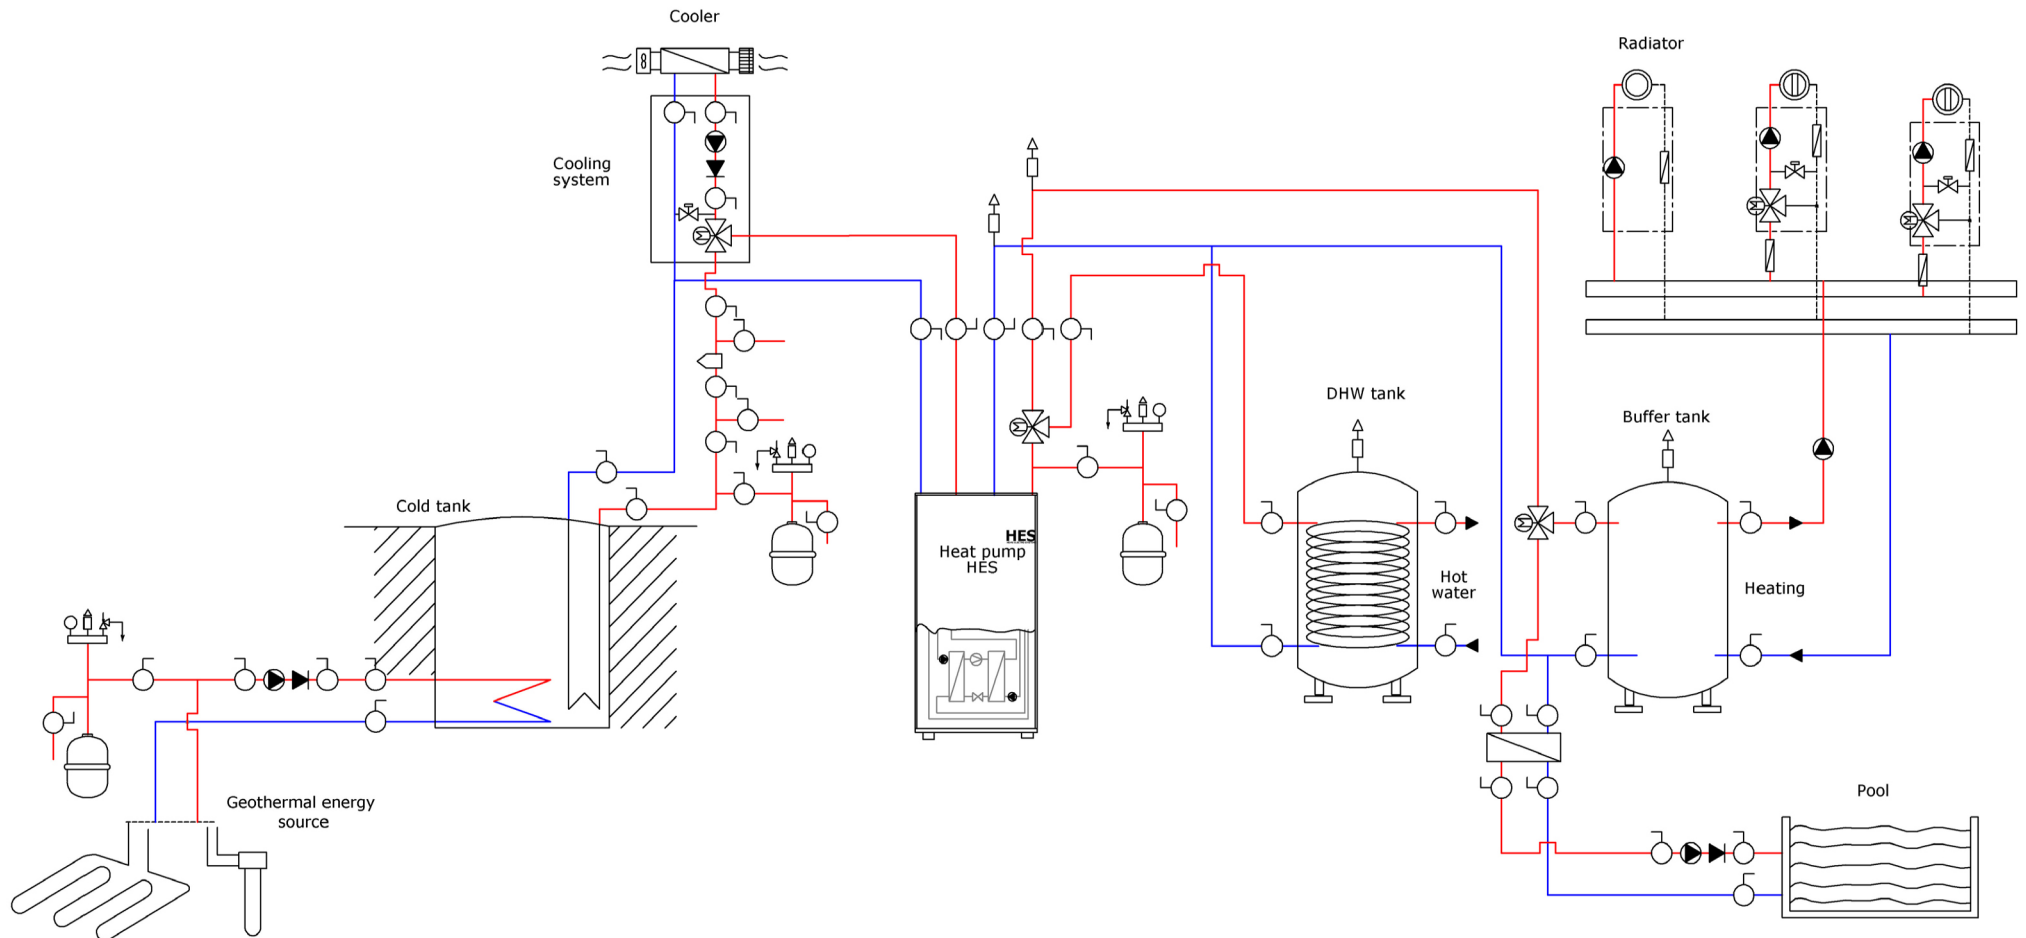 Cooler
Radiator
Cooling
system
DHW tank
Buffer tank
Cold tank
HES
Heat pump
HES
Hot
water
Heating
Geothermal energy
source
Pool